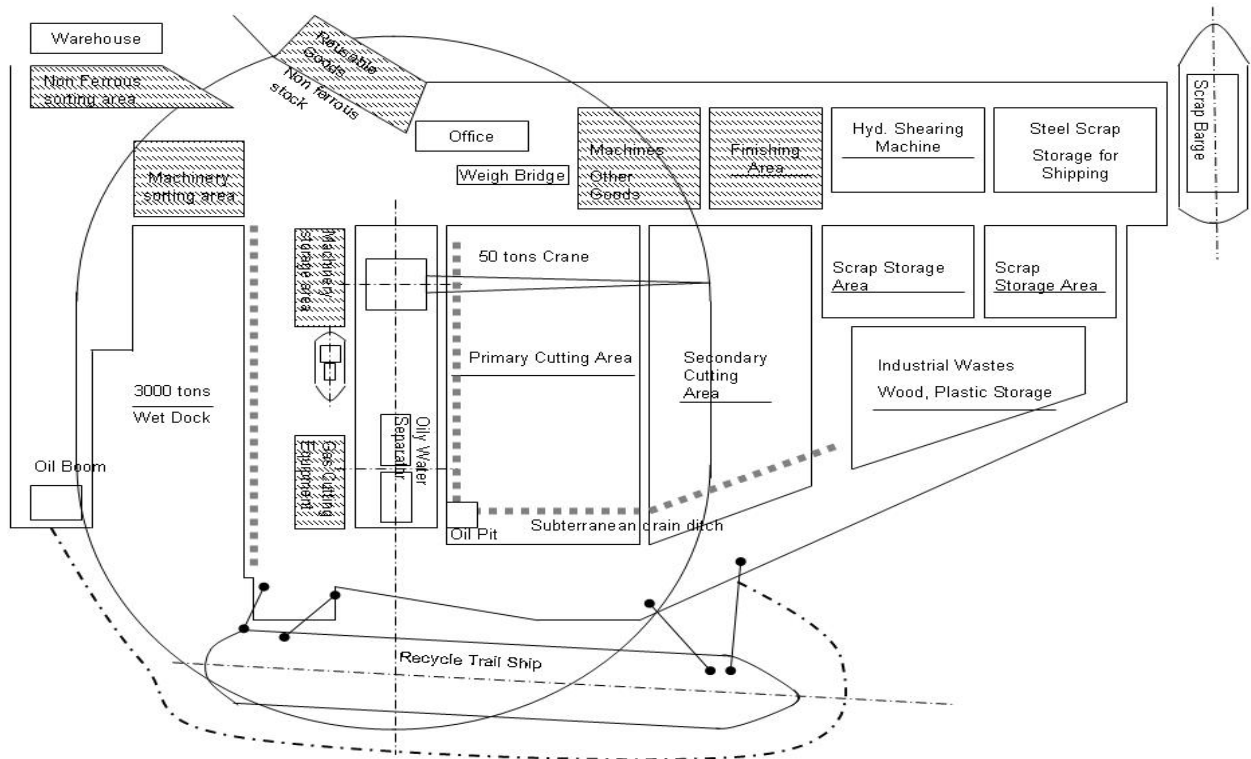 Warehouse
Non Ferrous
sorting area
Reusable
Goods
Non ferrous
stock
Office
Weigh Bridge
Machines
Other
Goods
Finishing
Area
Hyd. Shearing
Machine
Steel Scrap
Storage for
Shipping
Scrap Barge
Machinery
sorting area
Machinery
storage area
50 tons Crane
Scrap Storage
Area
Scrap
Storage Area
Primary Cutting Area
Secondary
Cutting
Area
Industrial Wastes
Wood, Plastic Storage
3000 tons
Wet Dock
Oily Water
Separator
Gas Cutting
Equipment
Oil Boom
Oil Pit
Subterranean drain ditch
Recycle Trail Ship